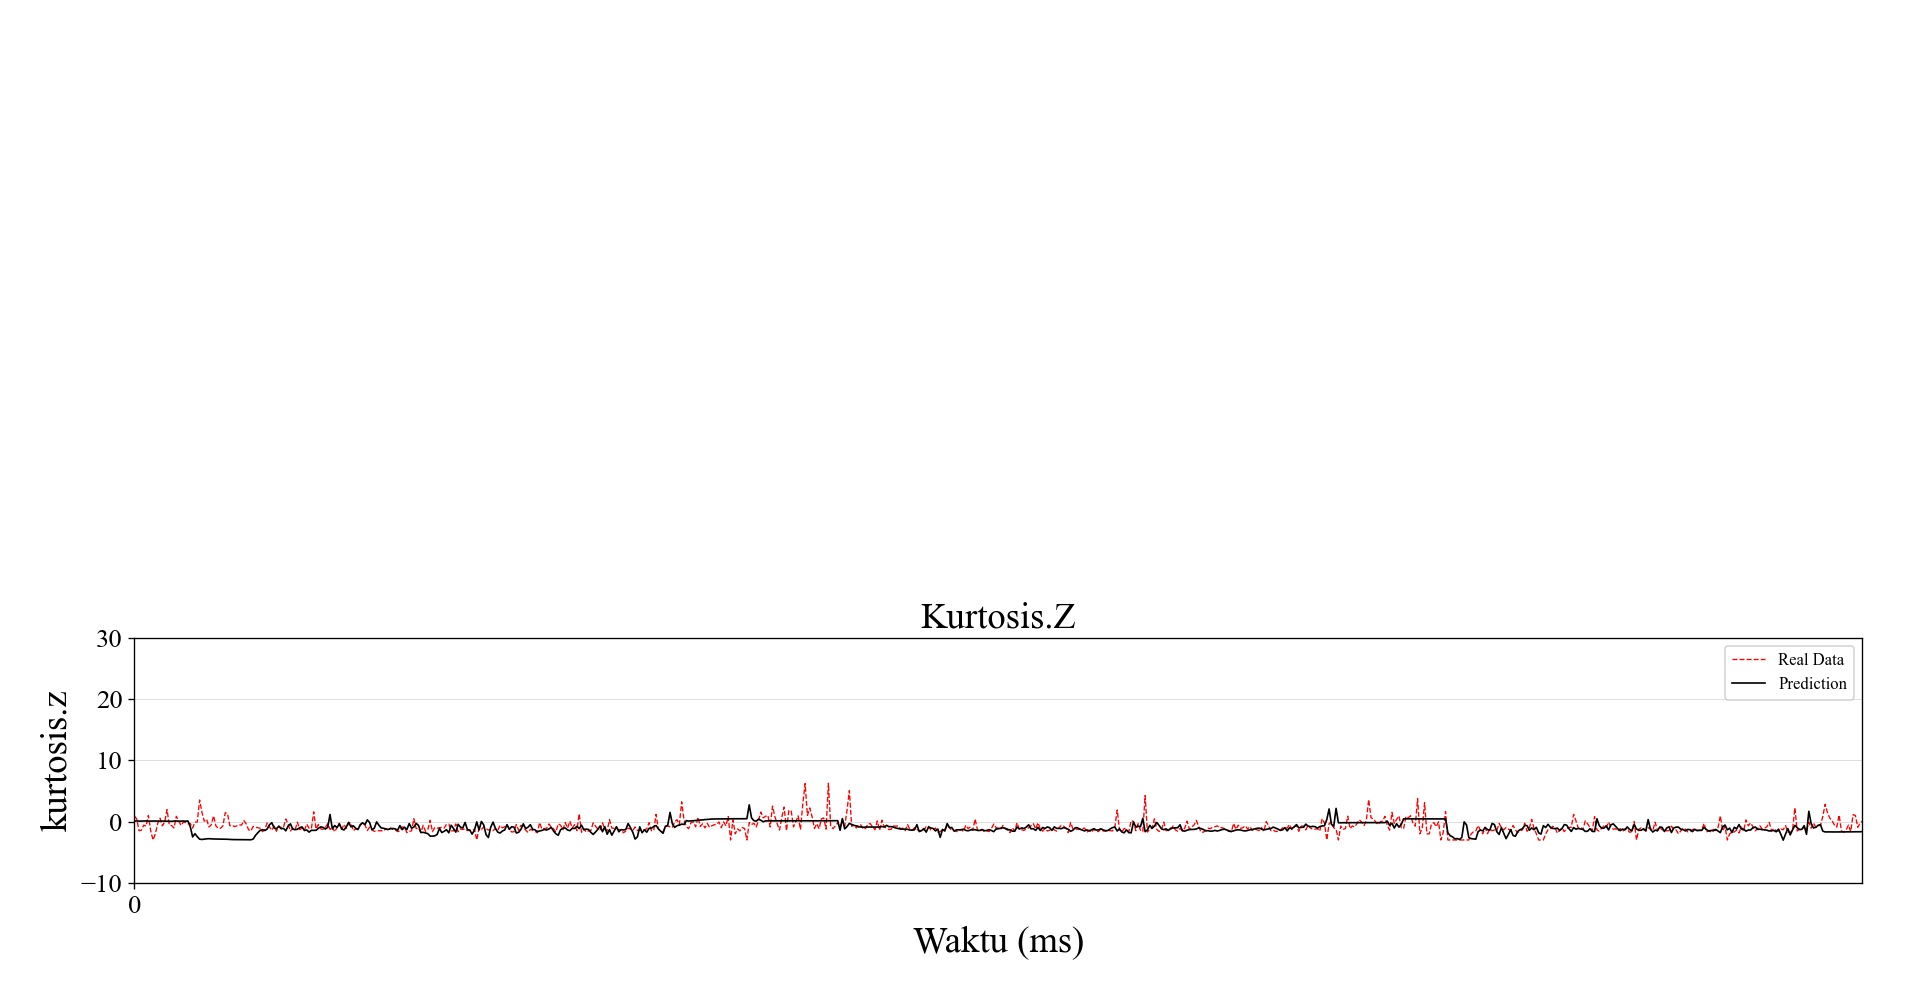 Kurtosis.Z
30
20
10
0
−10
kurtosis.z
Real Data
Prediction
0
Waktu (ms)